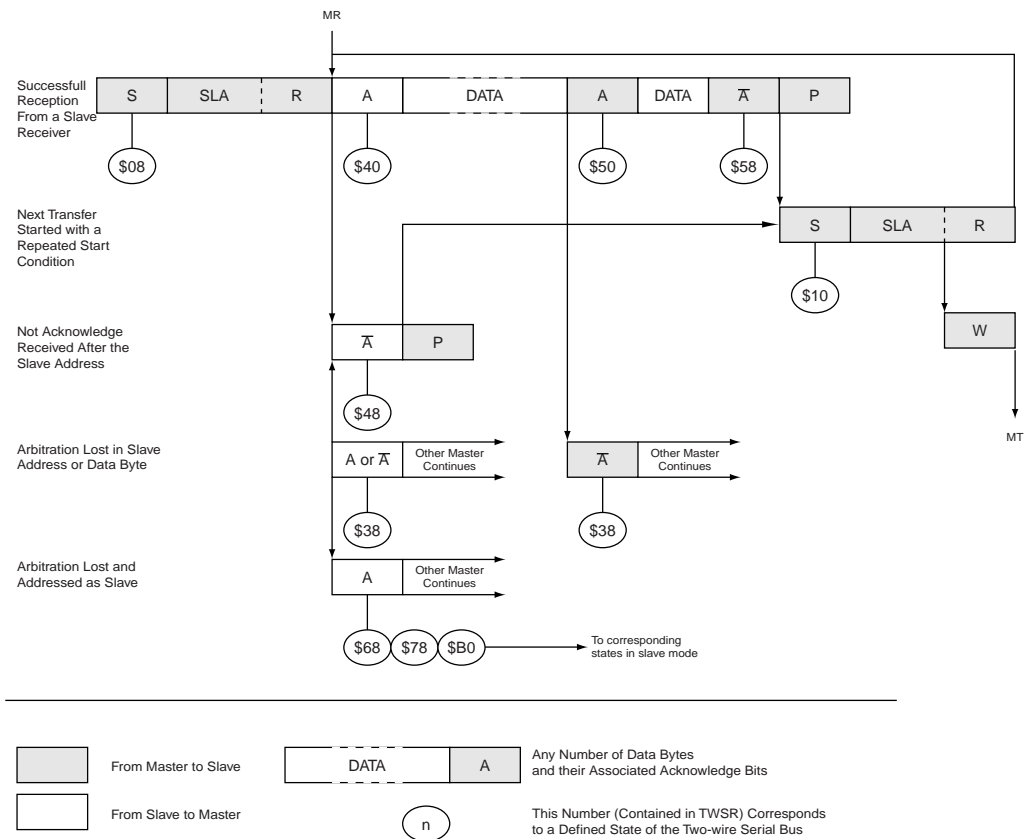 MR
Successfull
Reception
From a Slave
Receiver
S SLA R A DATA A DATA A̅ P
$08 $40 $50 $58
Next Transfer
Started with a
Repeated Start
Condition
S SLA R
$10
Not Acknowledge
Received After the
Slave Address
A̅ P
W
$48
MT
Arbitration Lost in Slave
Address or Data Byte
A or A̅
Other Master
Continues
A̅
Other Master
Continues
$38 $38
Arbitration Lost and
Addressed as Slave
A
Other Master
Continues
$68 $78 $B0
To corresponding
states in slave mode
From Master to Slave
DATA A
Any Number of Data Bytes
and their Associated Acknowledge Bits
From Slave to Master
n
This Number (Contained in TWSR) Corresponds
to a Defined State of the Two-wire Serial Bus